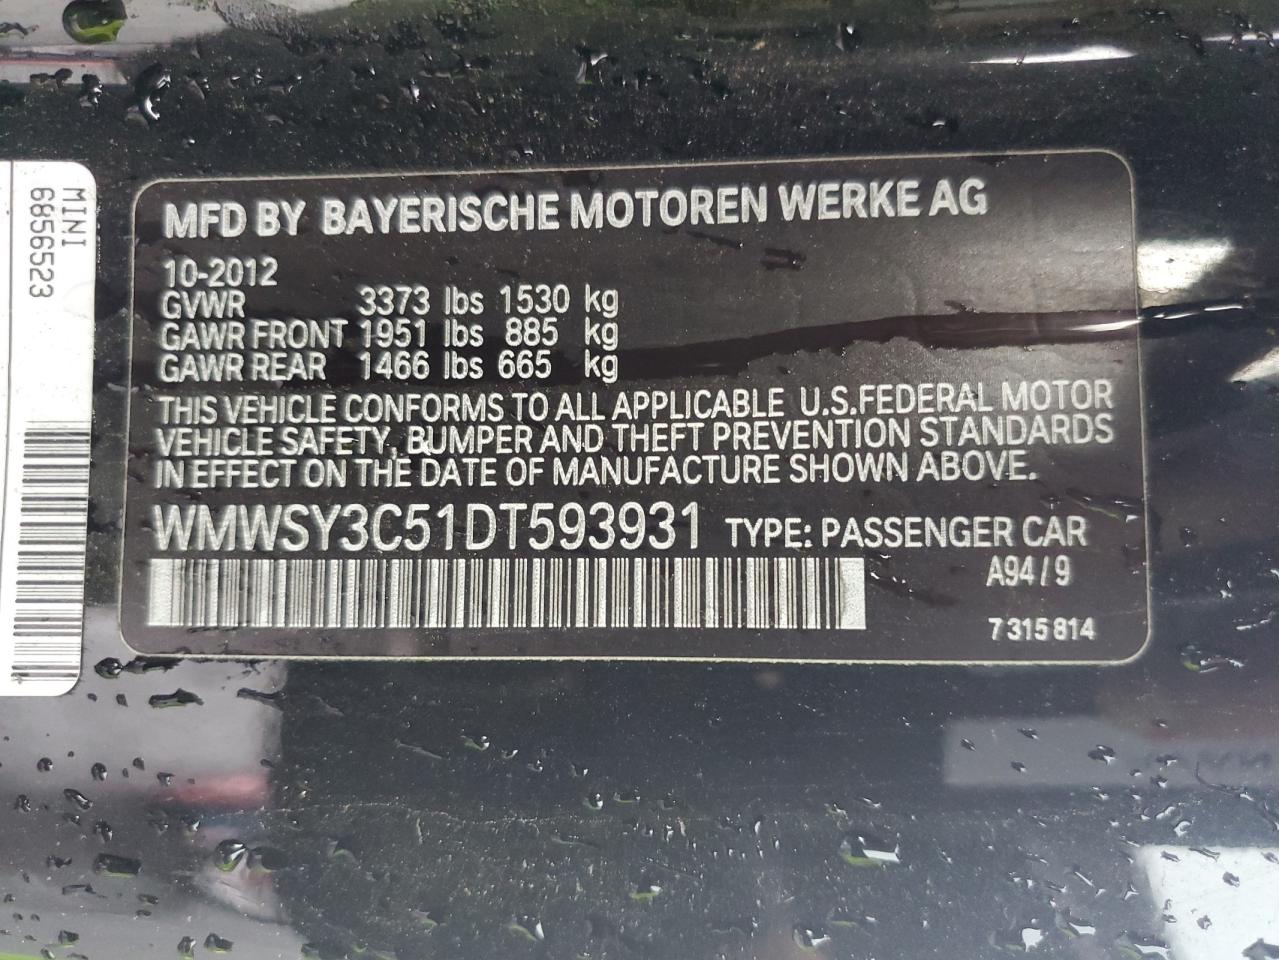 MINI
6856523
MFD BY BAYERISCHE MOTOREN WERKE AG
10-2012
GVWR 3373 lbs 1530 kg
GAWR FRONT 1951 lbs 885 kg
GAWR REAR 1466 lbs 665 kg
THIS VEHICLE CONFORMS TO ALL APPLICABLE U.S.FEDERAL MOTOR
VEHICLE SAFETY, BUMPER AND THEFT PREVENTION STANDARDS
IN EFFECT ON THE DATE OF MANUFACTURE SHOWN ABOVE.
WMWSY3C51DT593931 TYPE: PASSENGER CAR
A94/9
7 315 814